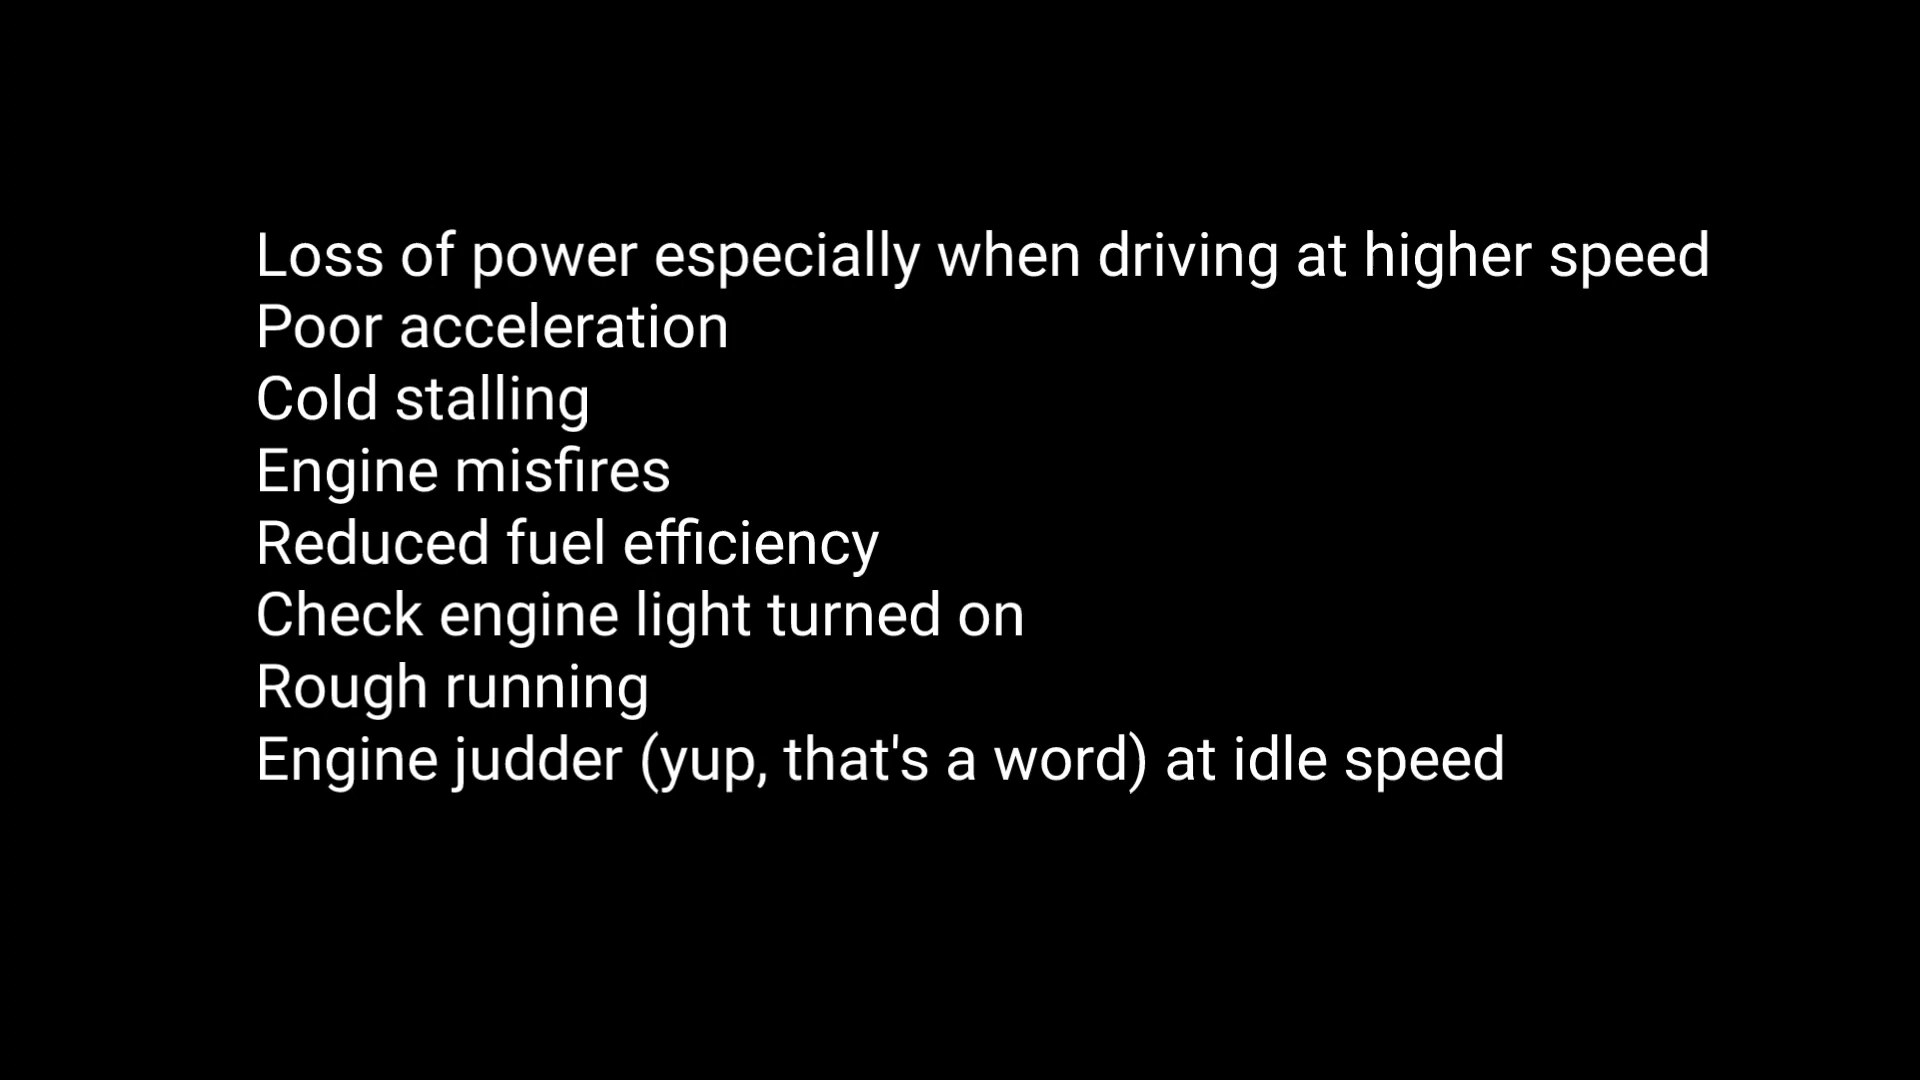 Loss of power especially when driving at higher speed
Poor acceleration
Cold stalling
Engine misfires
Reduced fuel efficiency
Check engine light turned on
Rough running
Engine judder (yup, that's a word) at idle speed